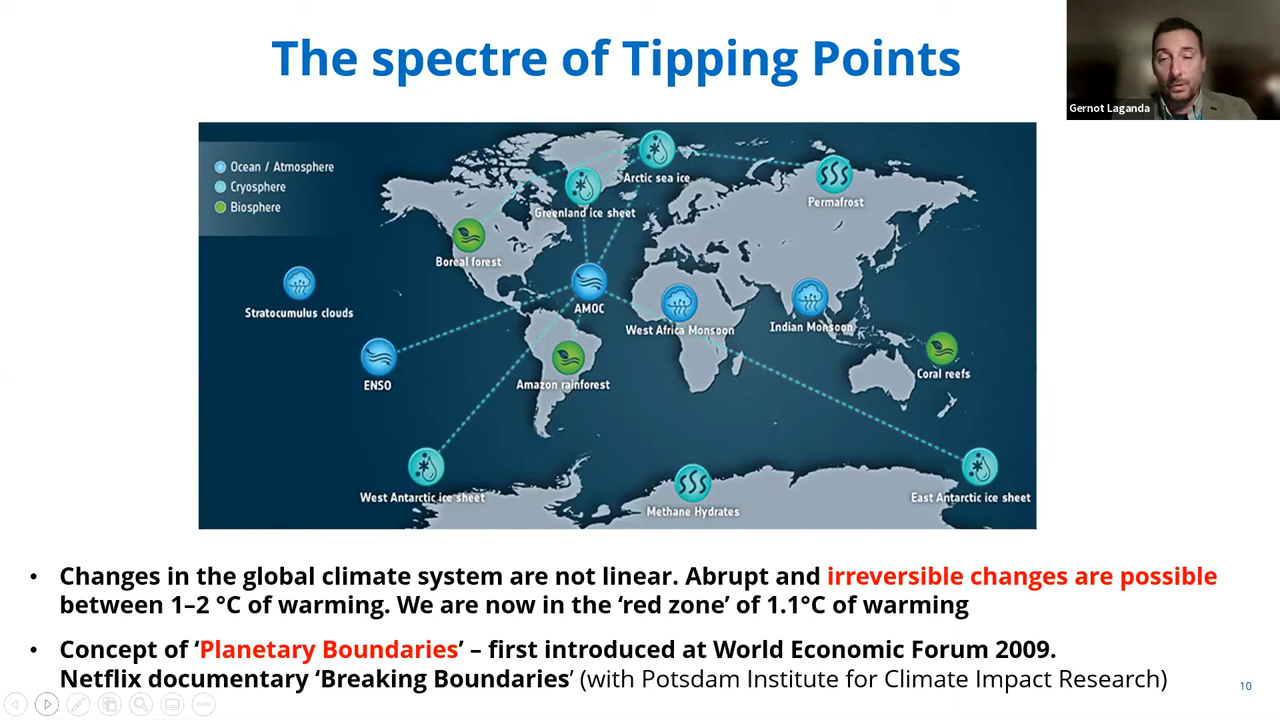 The spectre of Tipping Points
Gernot Laganda
Ocean / Atmosphere
Cryosphere
Biosphere
Arctic sea ice
Greenland ice sheet
Permafrost
Boreal forest
Stratocumulus clouds
AMOC
West Africa Monsoon
Indian Monsoon
ENSO
Amazon rainforest
Coral reefs
West Antarctic ice sheet
Methane Hydrates
East Antarctic ice sheet
• Changes in the global climate system are not linear. Abrupt and irreversible changes are possible
between 1–2 °C of warming. We are now in the ‘red zone’ of 1.1°C of warming
• Concept of ‘Planetary Boundaries’ – first introduced at World Economic Forum 2009.
Netflix documentary ‘Breaking Boundaries’ (with Potsdam Institute for Climate Impact Research)
10